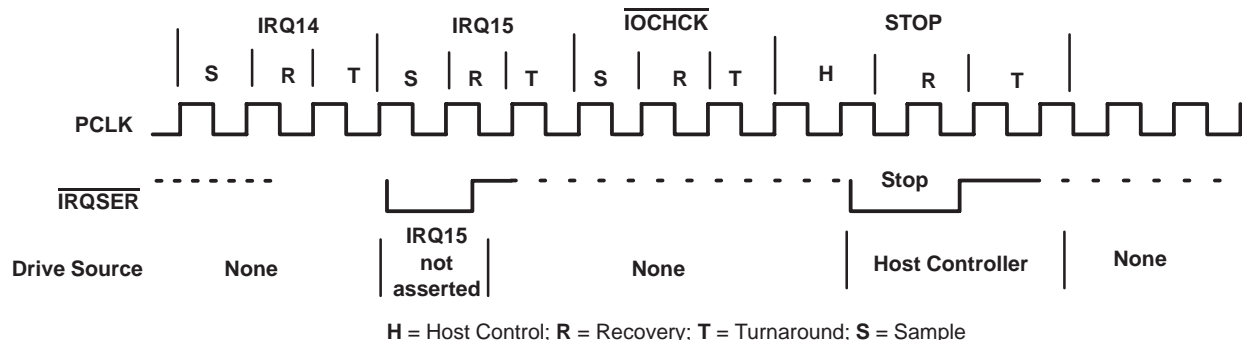 IRQ14 IRQ15 IOCHCK STOP
S R T S R T S R T H R T
PCLK
IRQSER Stop
Drive Source None IRQ15 not asserted None Host Controller None
H = Host Control; R = Recovery; T = Turnaround; S = Sample